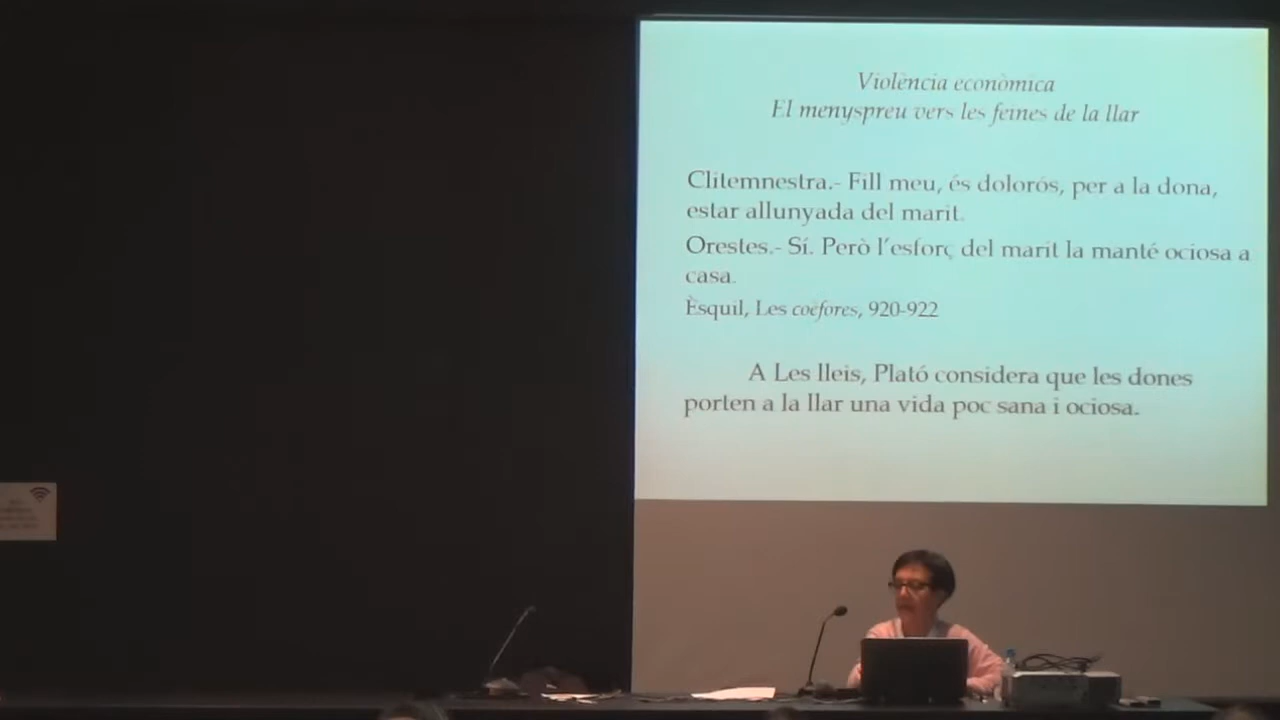 Violència econòmica
El menyspreu vers les feines de la llar
Clitemnestra.- Fill meu, és dolorós, per a la dona,
estar allunyada del marit.
Orestes.- Sí. Però l'esforç del marit la manté ociosa a
casa.
Èsquil, Les coèfores, 920-922
A Les lleis, Plató considera que les dones
porten a la llar una vida poc sana i ociosa.